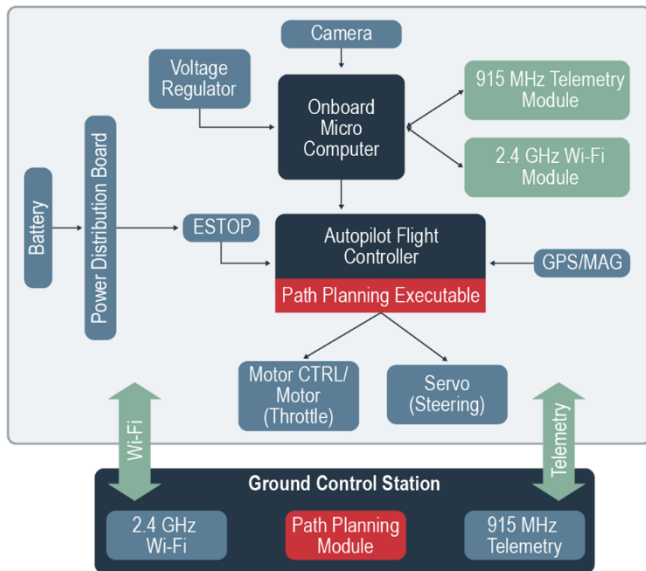 Camera
Voltage
Regulator
Onboard
Micro
Computer
915 MHz Telemetry
Module
2.4 GHz Wi-Fi
Module
Battery
Power Distribution Board
ESTOP
Autopilot Flight
Controller
Path Planning Executable
GPS/MAG
Motor CTRL/
Motor
(Throttle)
Servo
(Steering)
Wi-Fi
Telemetry
Ground Control Station
2.4 GHz
Wi-Fi
Path Planning
Module
915 MHz
Telemetry